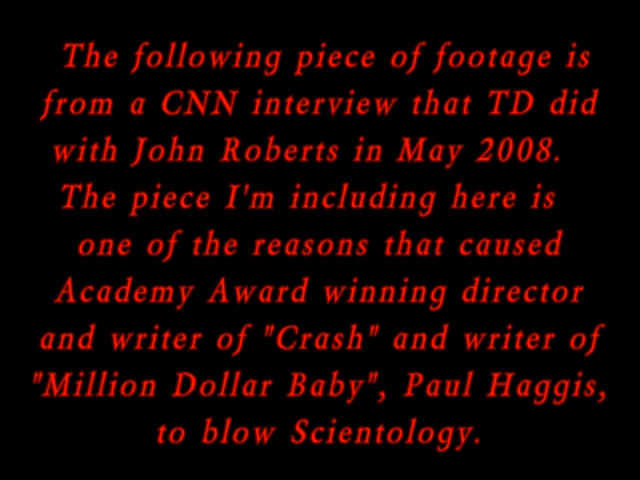 The following piece of footage is
from a CNN interview that TD did
with John Roberts in May 2008.
The piece I'm including here is
one of the reasons that caused
Academy Award winning director
and writer of "Crash" and writer of
"Million Dollar Baby", Paul Haggis,
to blow Scientology.